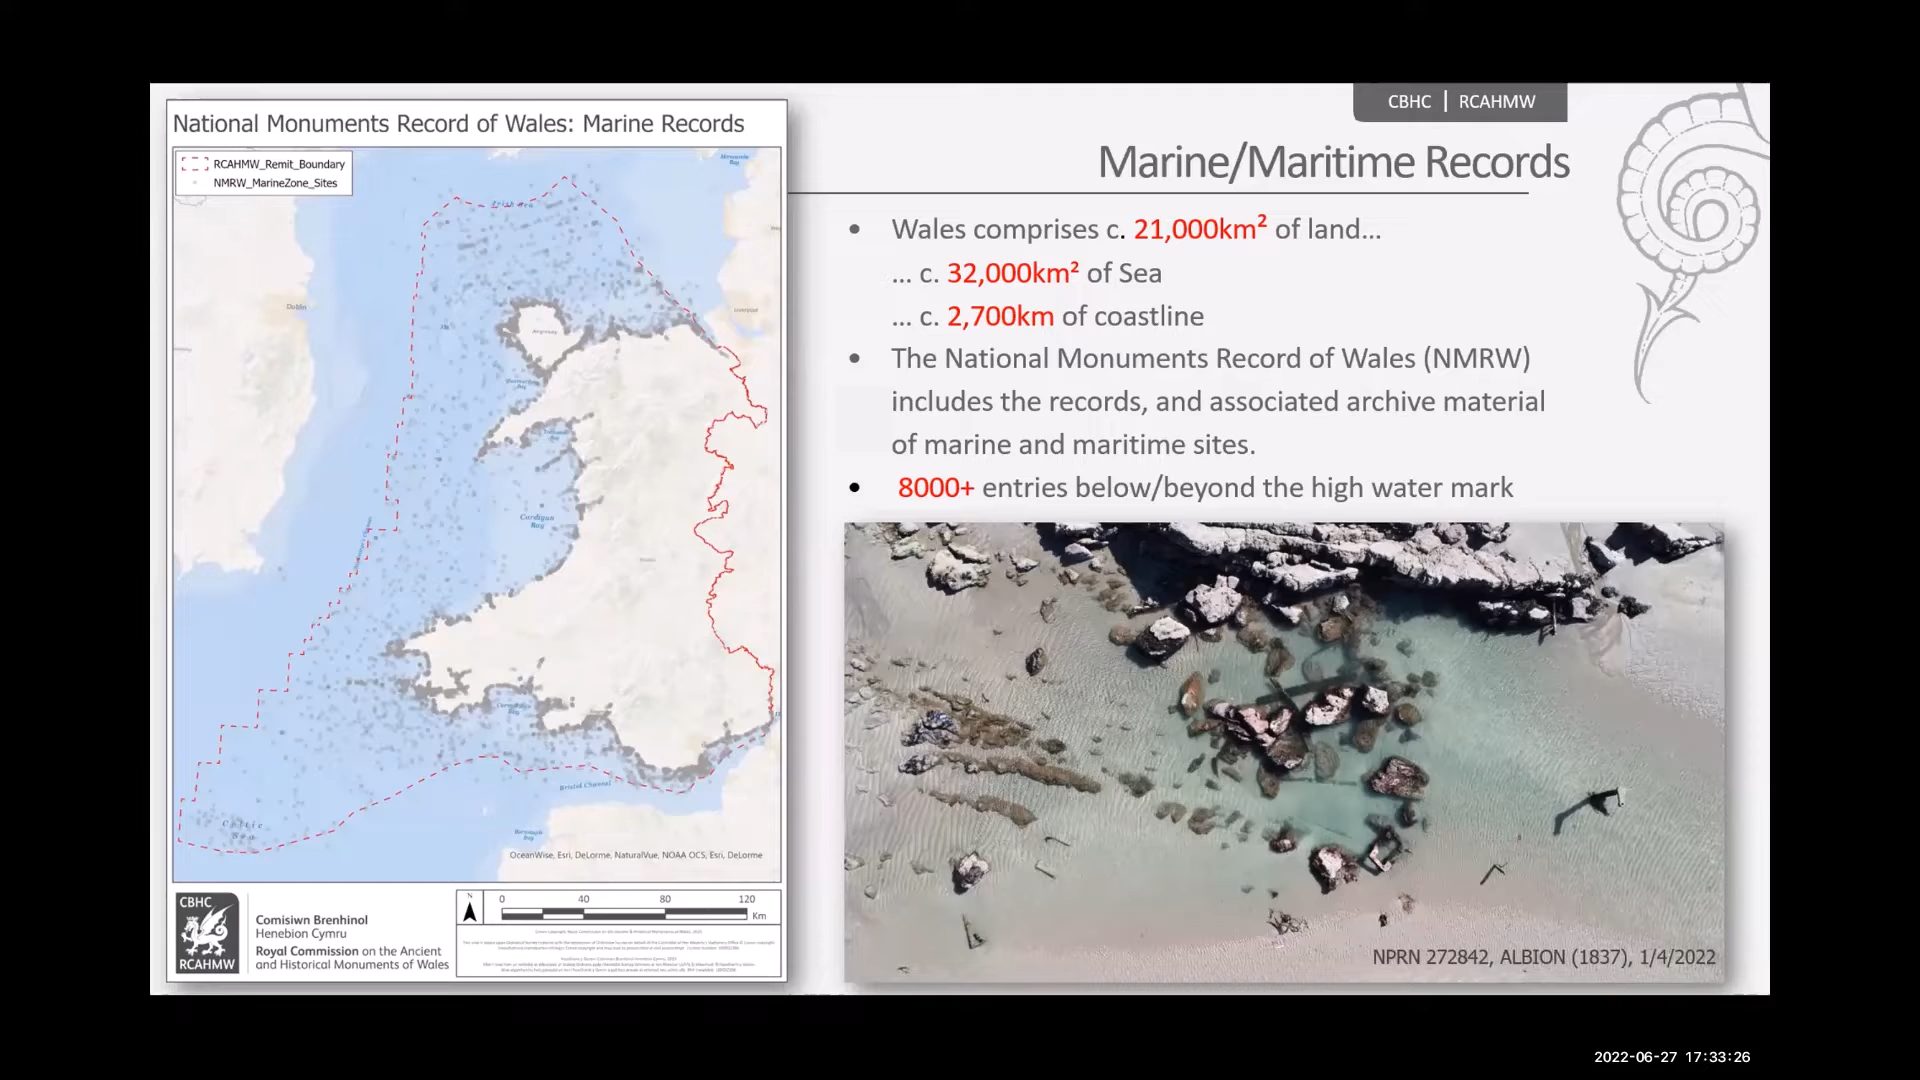 National Monuments Record of Wales: Marine Records
RCAHMW_Remit_Boundary
NMRW_MarineZone_Sites
Irish Sea
Dublin
Anglesey
Cardigan
Bay
Celtic
Sea
Bristol Channel
OceanWise, Esri, DeLorme, NaturalVue, NOAA OCS, Esri, DeLorme
CBHC
RCAHMW
Comisiwn Brenhinol
Henebion Cymru
Royal Commission on the Ancient
and Historical Monuments of Wales
N
0 40 80 120
Km
CBHC | RCAHMW
Marine/Maritime Records
• Wales comprises c. 21,000km² of land...
... c. 32,000km² of Sea
... c. 2,700km of coastline
• The National Monuments Record of Wales (NMRW)
includes the records, and associated archive material
of marine and maritime sites.
• 8000+ entries below/beyond the high water mark
NPRN 272842, ALBION (1837), 1/4/2022
2022-06-27 17:33:26